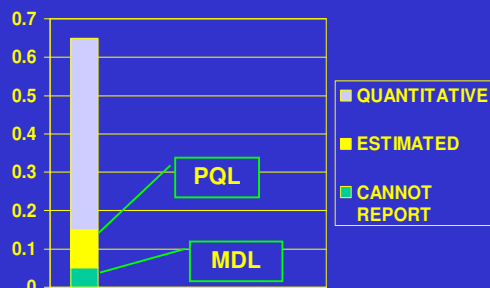 0.7
0.6
0.5
0.4
0.3
0.2
0.1
0
PQL
MDL
QUANTITATIVE
ESTIMATED
CANNOT
REPORT